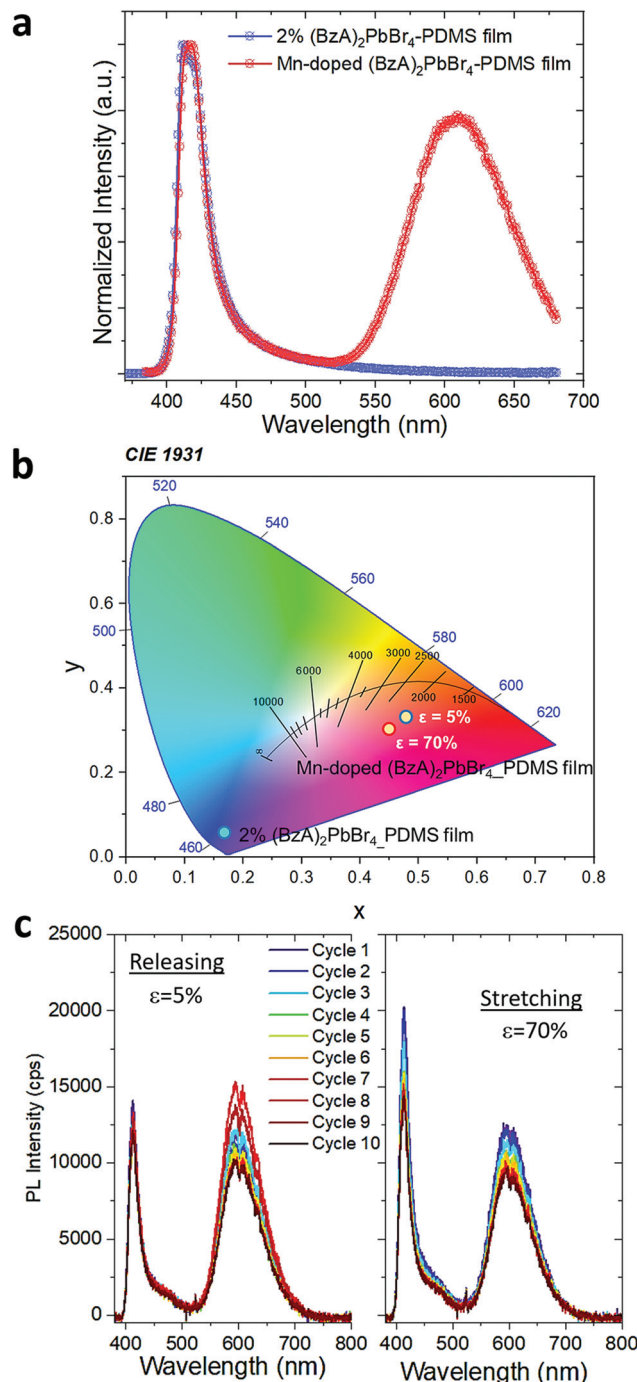 a
2% (BzA)₂PbBr₄-PDMS film
Mn-doped (BzA)₂PbBr₄-PDMS film
Normalized Intensity (a.u.)
400 450 500 550 600 650 700
Wavelength (nm)
CIE 1931
b
520
540
560
580
600
620
500
480
460
0.8
0.6
0.4
0.2
0.0
y
10000
6000
4000
3000
2500
2000
1500
∞
ε = 5%
ε = 70%
Mn-doped (BzA)₂PbBr₄_PDMS film
2% (BzA)₂PbBr₄_PDMS film
0.0 0.1 0.2 0.3 0.4 0.5 0.6 0.7 0.8
x
c
25000
20000
15000
10000
5000
0
PL Intensity (cps)
Releasing
ε=5%
Cycle 1
Cycle 2
Cycle 3
Cycle 4
Cycle 5
Cycle 6
Cycle 7
Cycle 8
Cycle 9
Cycle 10
Stretching
ε=70%
400 500 600 700 800
Wavelength (nm)
400 500 600 700 800
Wavelength (nm)